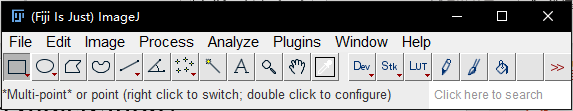 (Fiji Is Just) ImageJ
File Edit Image Process Analyze Plugins Window Help
A Dev Stk LUT >>
*Multi-point* or point (right click to switch; double click to configure) Click here to search